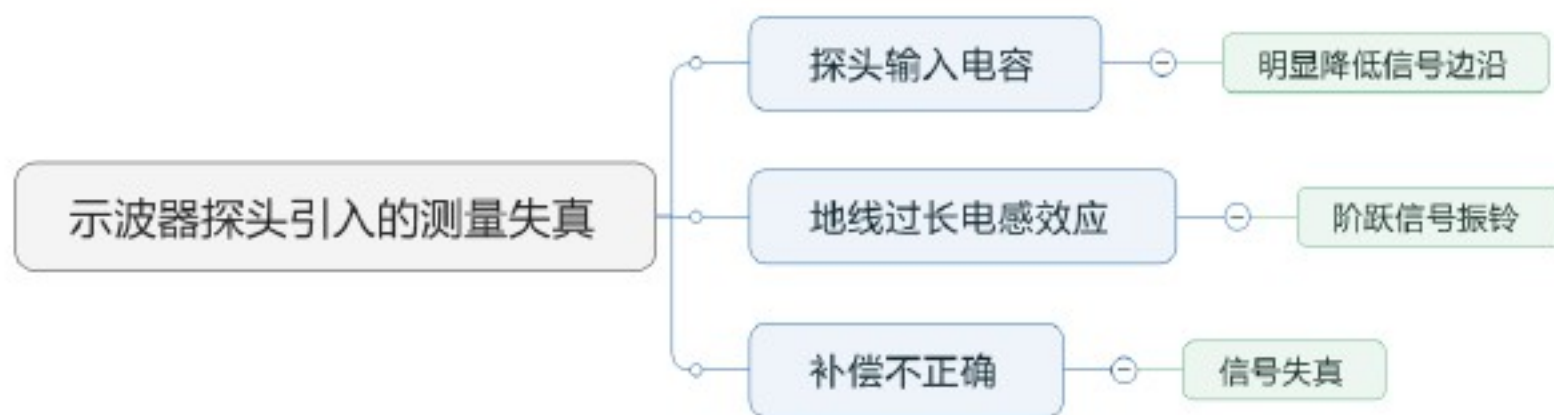 示波器探头引入的测量失真
探头输入电容
明显降低信号边沿
地线过长电感效应
阶跃信号振铃
补偿不正确
信号失真